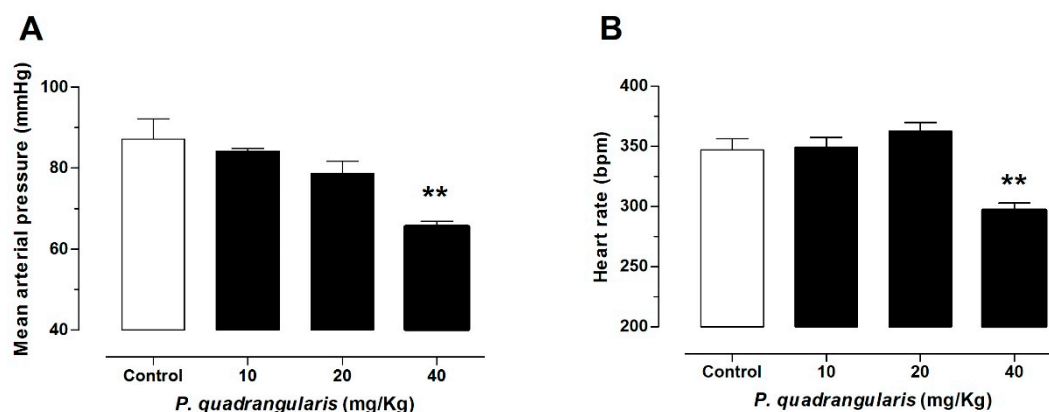 A
Mean arterial pressure (mmHg)
100
80
60
40
**
Control 10 20 40
P. quadrangularis (mg/Kg)
B
Heart rate (bpm)
400
350
300
250
200
**
Control 10 20 40
P. quadrangularis (mg/Kg)